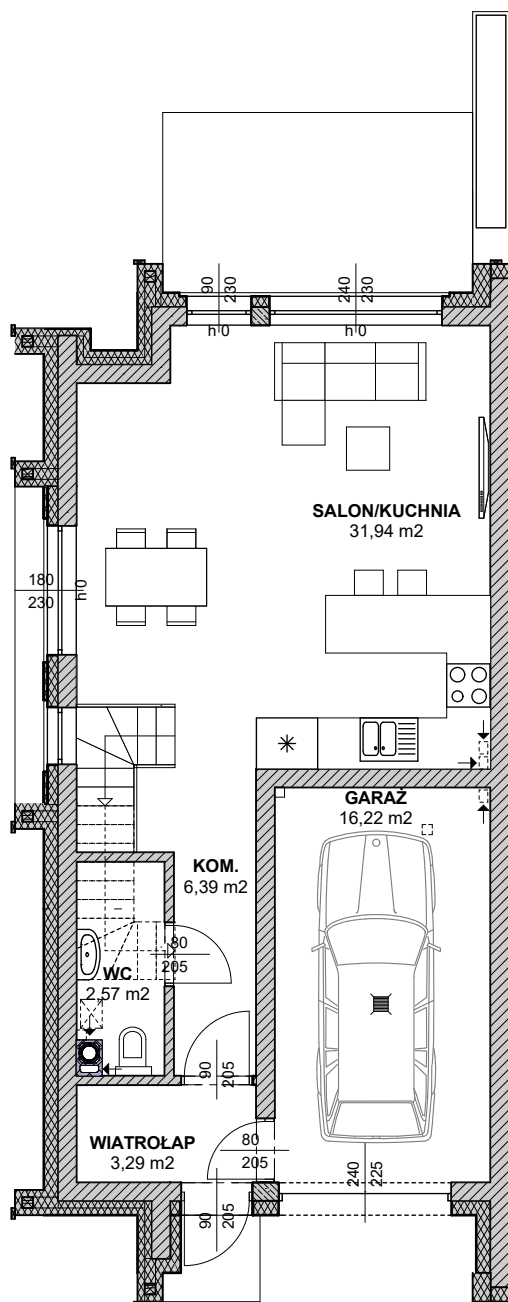 90
230
240
230
h 0
h 0
SALON/KUCHNIA
31,94 m2
180
230
h 0
GARAŻ
16,22 m2
KOM.
6,39 m2
80
205
WC
2,57 m2
90
205
WIATROŁAP
3,29 m2
80
205
240
225
90
205